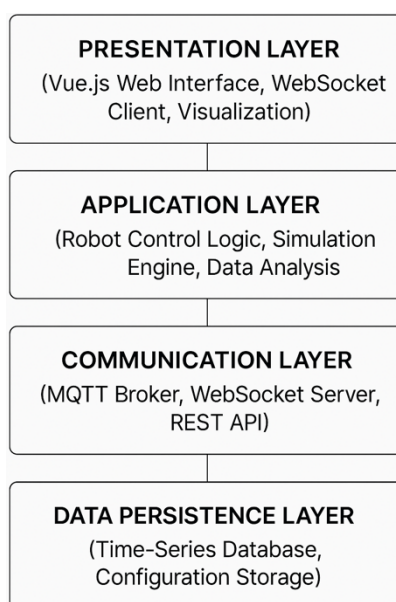 PRESENTATION LAYER
(Vue.js Web Interface, WebSocket
Client, Visualization)
APPLICATION LAYER
(Robot Control Logic, Simulation
Engine, Data Analysis
COMMUNICATION LAYER
(MQTT Broker, WebSocket Server,
REST API)
DATA PERSISTENCE LAYER
(Time-Series Database,
Configuration Storage)